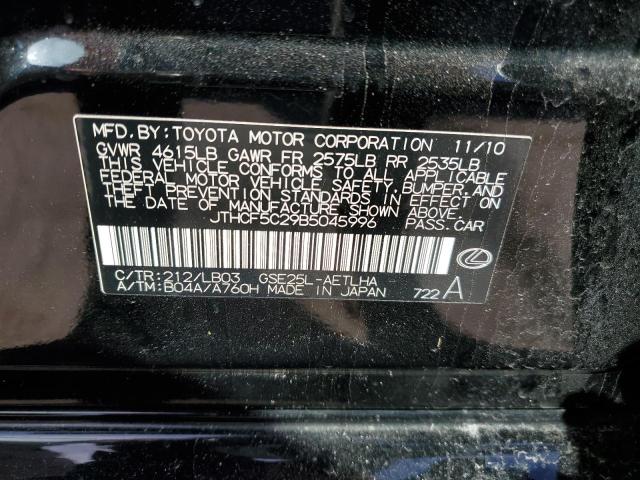 MFD. BY: TOYOTA MOTOR CORPORATION 11/10
GVWR 4615LB GAWR FR 2575LB RR 2535LB
THIS VEHICLE CONFORMS TO ALL APPLICABLE
FEDERAL MOTOR VEHICLE SAFETY, BUMPER, AND
THEFT PREVENTION STANDARDS IN EFFECT ON
THE DATE OF MANUFACTURE SHOWN ABOVE.
JTHCF5C29B5045996 PASS. CAR
C/TR: 212/LB03 GSE25L-AETLHA
A/TM: B04A/A760H MADE IN JAPAN 722 A